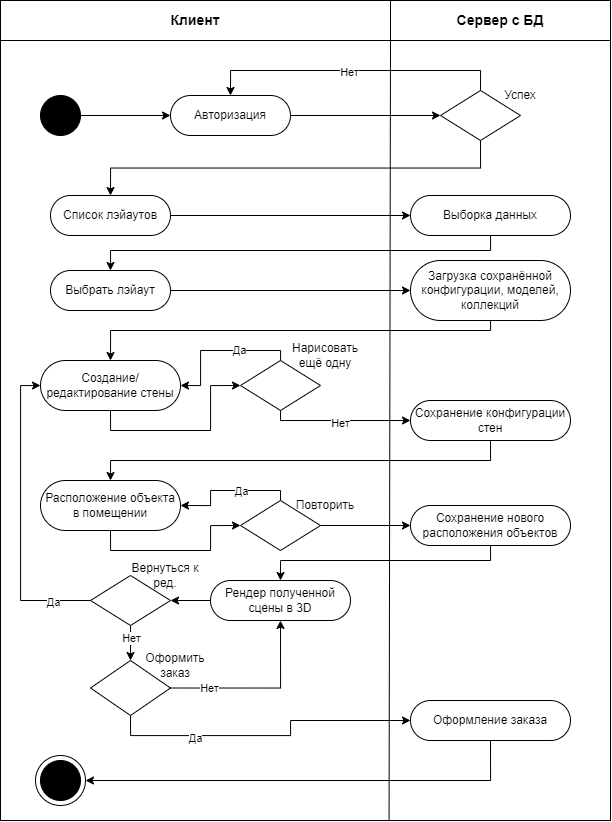 Клиент
Сервер с БД
Нет
Успех
Авторизация
Список лэйаутов
Выборка данных
Выбрать лэйаут
Загрузка сохранённой
конфигурации, моделей,
коллекций
Нарисовать
ещё одну
Да
Создание/
редактирование стены
Нет
Сохранение конфигурации
стен
Да
Расположение объекта
в помещении
Повторить
Сохранение нового
расположения объектов
Вернуться к
ред.
Рендер полученной
сцены в 3D
Да
Нет
Оформить
заказ
Нет
Да
Оформление заказа